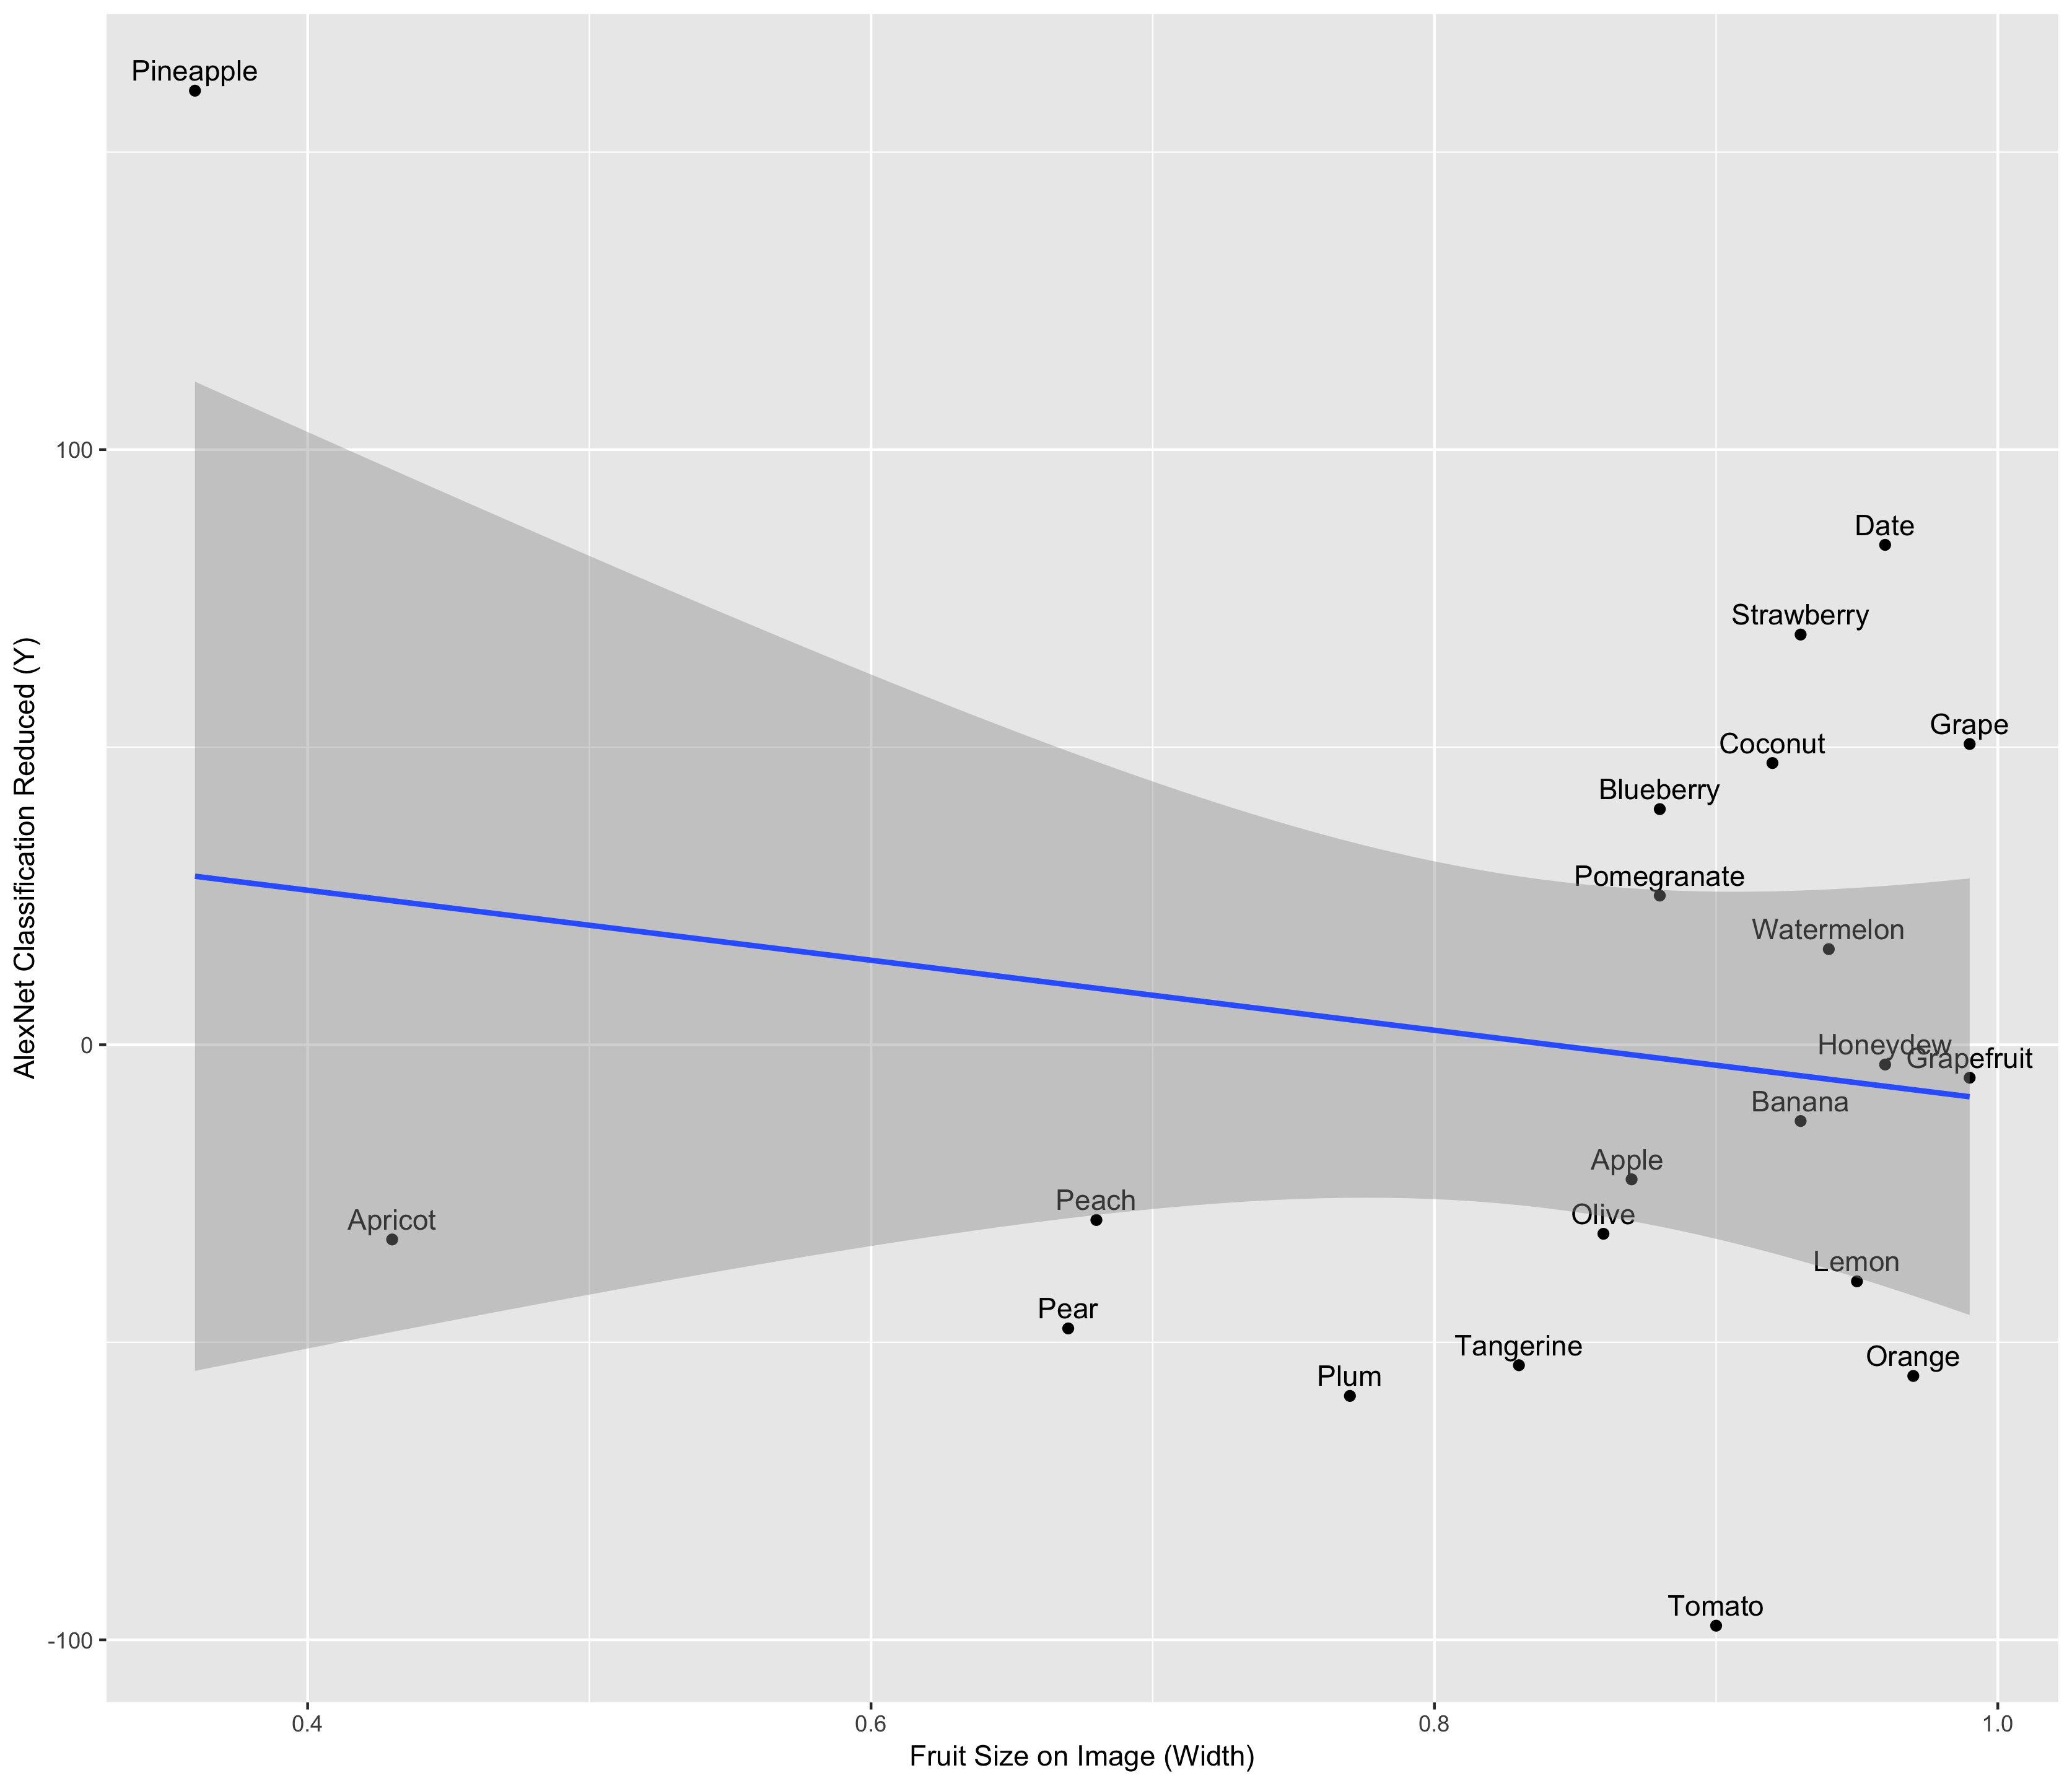 Pineapple
100
Date
Strawberry
Grape
Coconut
Blueberry
Pomegranate
Watermelon
0
Honeydew
Grapefruit
Banana
Apple
Peach
Olive
Apricot
Lemon
Pear
Tangerine
Orange
Plum
Tomato
-100
0.4 0.6 0.8 1.0
Fruit Size on Image (Width)
AlexNet Classification Reduced (Y)